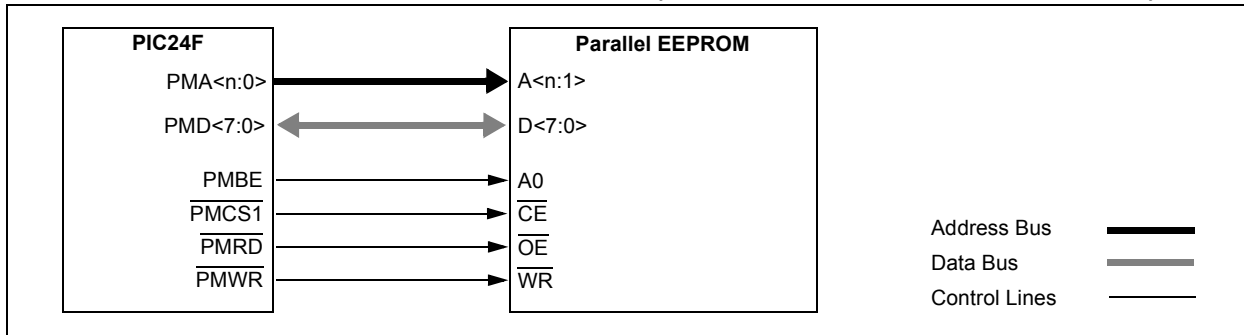 PIC24F
Parallel EEPROM
PMA<n:0>
A<n:1>
PMD<7:0>
D<7:0>
PMBE
A0
PMCS1
CE
PMRD
OE
PMWR
WR
Address Bus
Data Bus
Control Lines